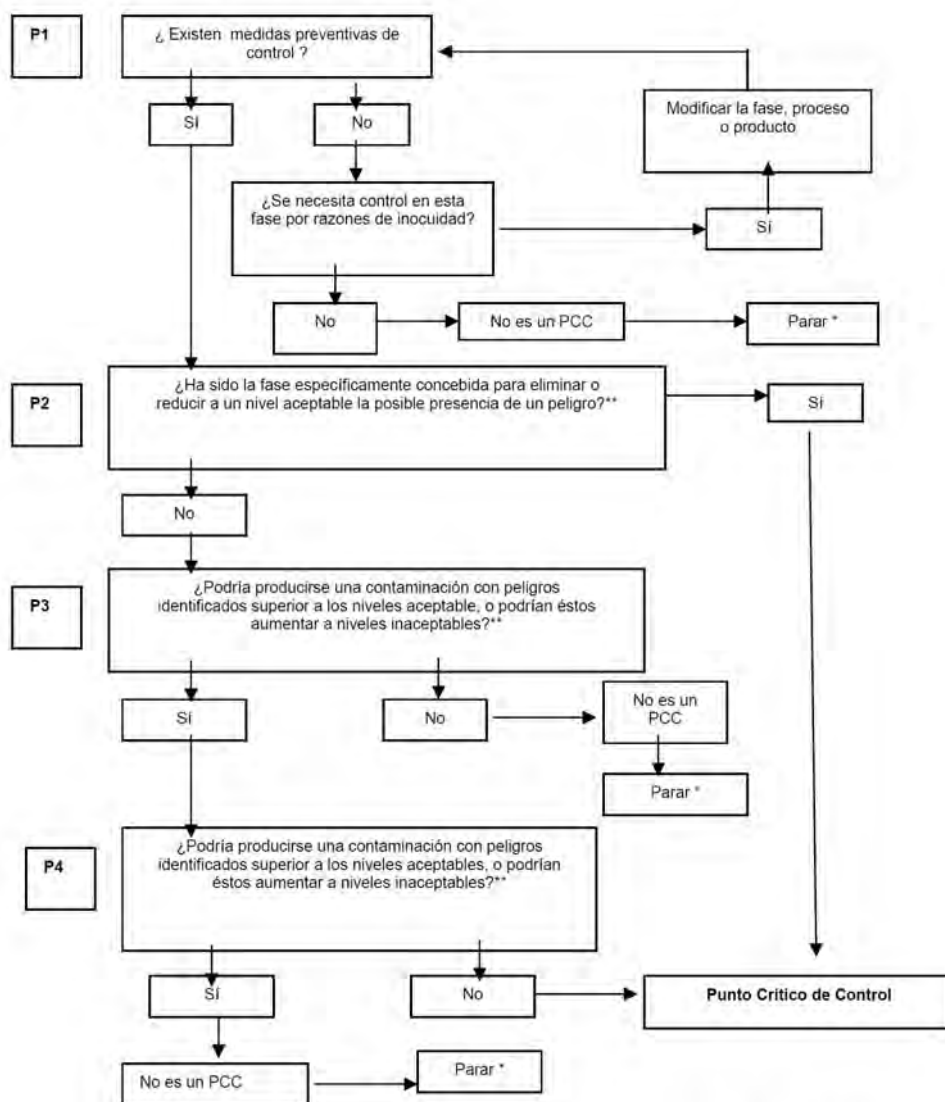 P1
¿ Existen medidas preventivas de
control ?
Modificar la fase, proceso
o producto
Sí
No
¿Se necesita control en esta
fase por razones de inocuidad?
Sí
No
No es un PCC
Parar *
P2
¿Ha sido la fase específicamente concebida para eliminar o
reducir a un nivel aceptable la posible presencia de un peligro?**
Sí
No
P3
¿Podría producirse una contaminación con peligros
identificados superior a los niveles aceptable, o podrían éstos
aumentar a niveles inaceptables?**
Sí
No
No es un
PCC
Parar *
P4
¿Podría producirse una contaminación con peligros
identificados superior a los niveles aceptables, o podrían
éstos aumentar a niveles inaceptables?**
Sí
No
Punto Critico de Control
No es un PCC
Parar *